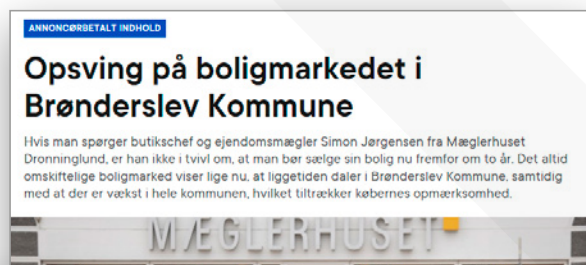 ANNONCØRBETALT INDHOLD
Opsving på boligmarkedet i
Brønderslev Kommune
Hvis man spørger butikschef og ejendomsmægler Simon Jørgensen fra Mæglerhuset
Dronninglund, er han ikke i tvivl om, at man bør sælge sin bolig nu fremfor om to år. Det altid
omskiftelige boligmarked viser lige nu, at liggetiden daler i Brønderslev Kommune, samtidig
med at der er vækst i hele kommunen, hvilket tiltrækker købernes opmærksomhed.
MÆGLERHUSET